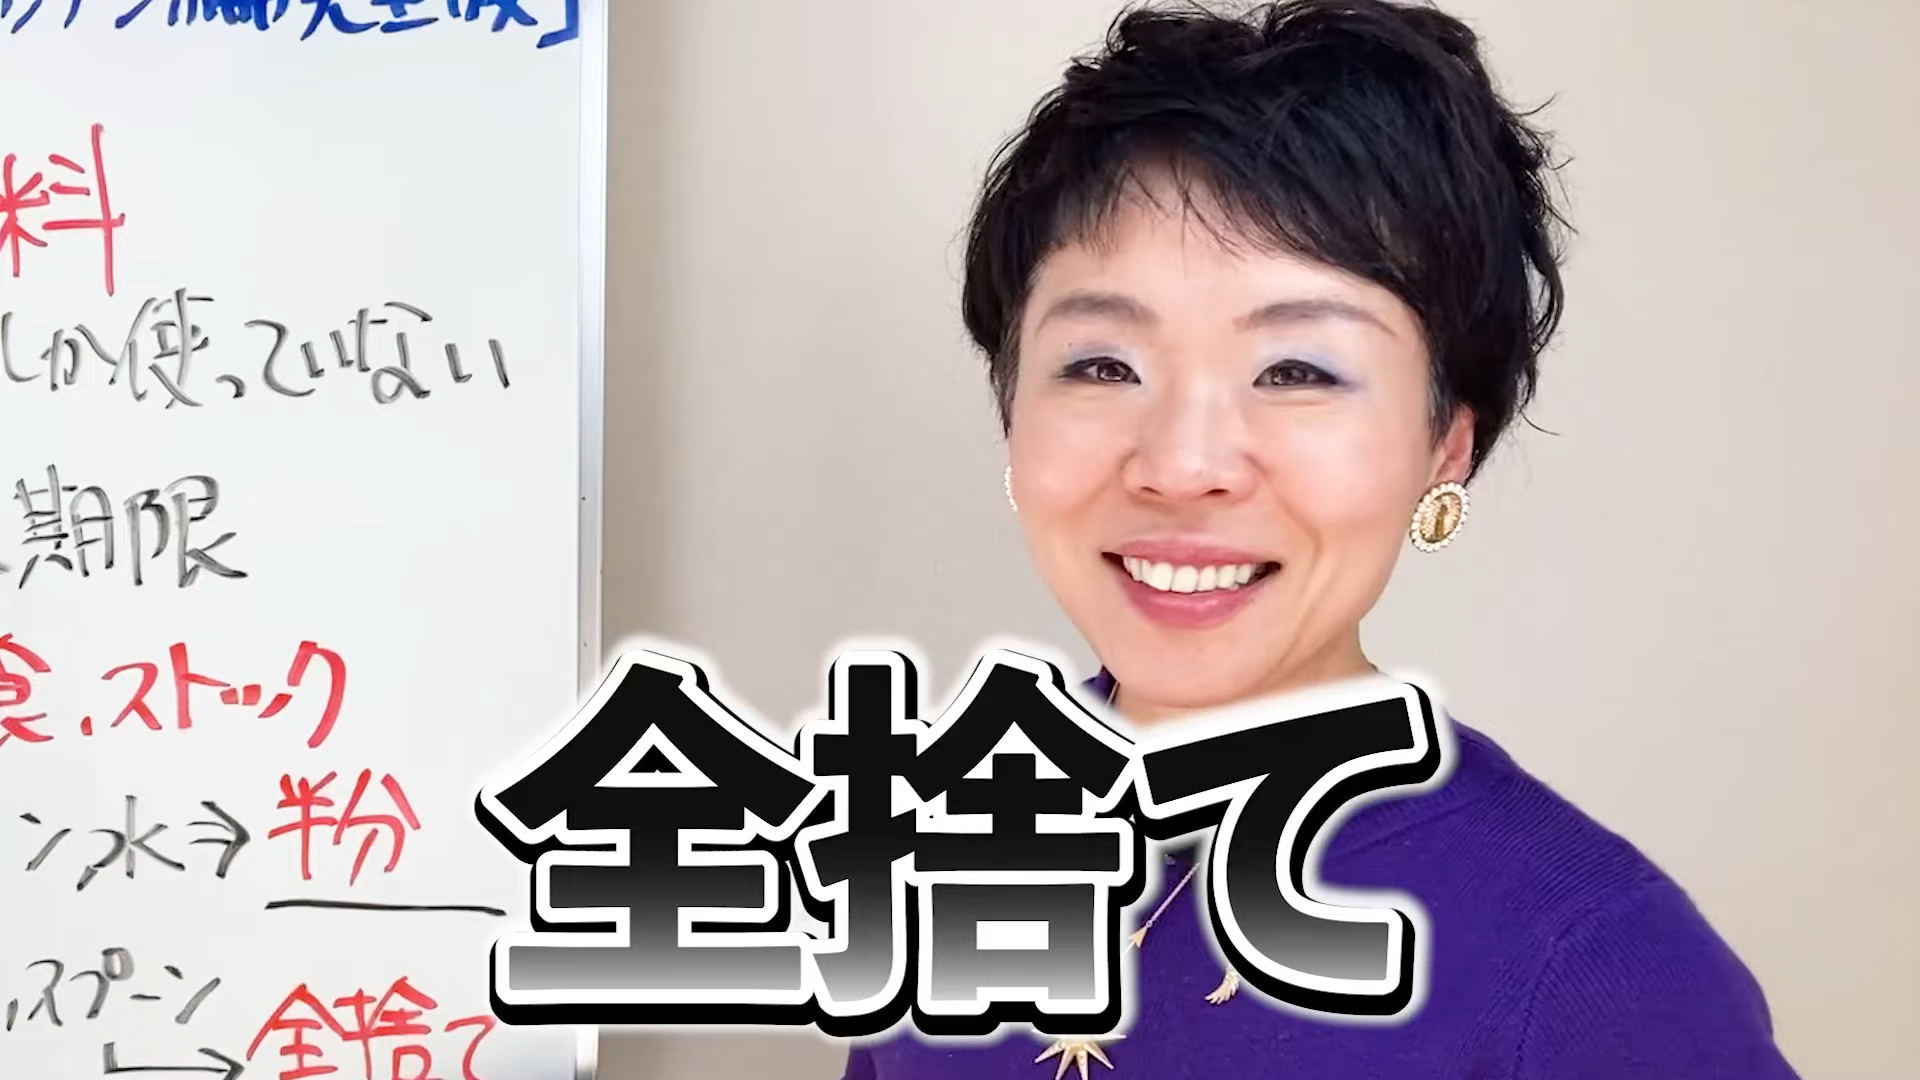 料
しか使っていない
期限
食、ストック
ン、水⇒半分
スプーン
→全捨て
全捨て